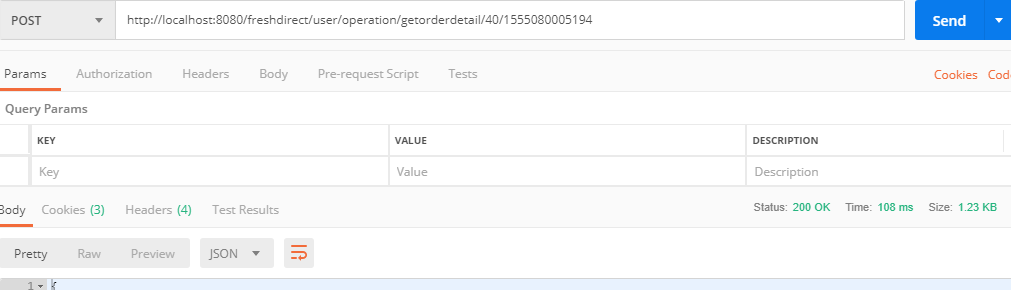 POST http://localhost:8080/freshdirect/user/operation/getorderdetail/40/1555080005194 Send
Params Authorization Headers Body Pre-request Script Tests Cookies Cod
Query Params
KEY VALUE DESCRIPTION
Key Value Description
Body Cookies (3) Headers (4) Test Results Status: 200 OK Time: 108 ms Size: 1.23 KB
Pretty Raw Preview JSON
1 {